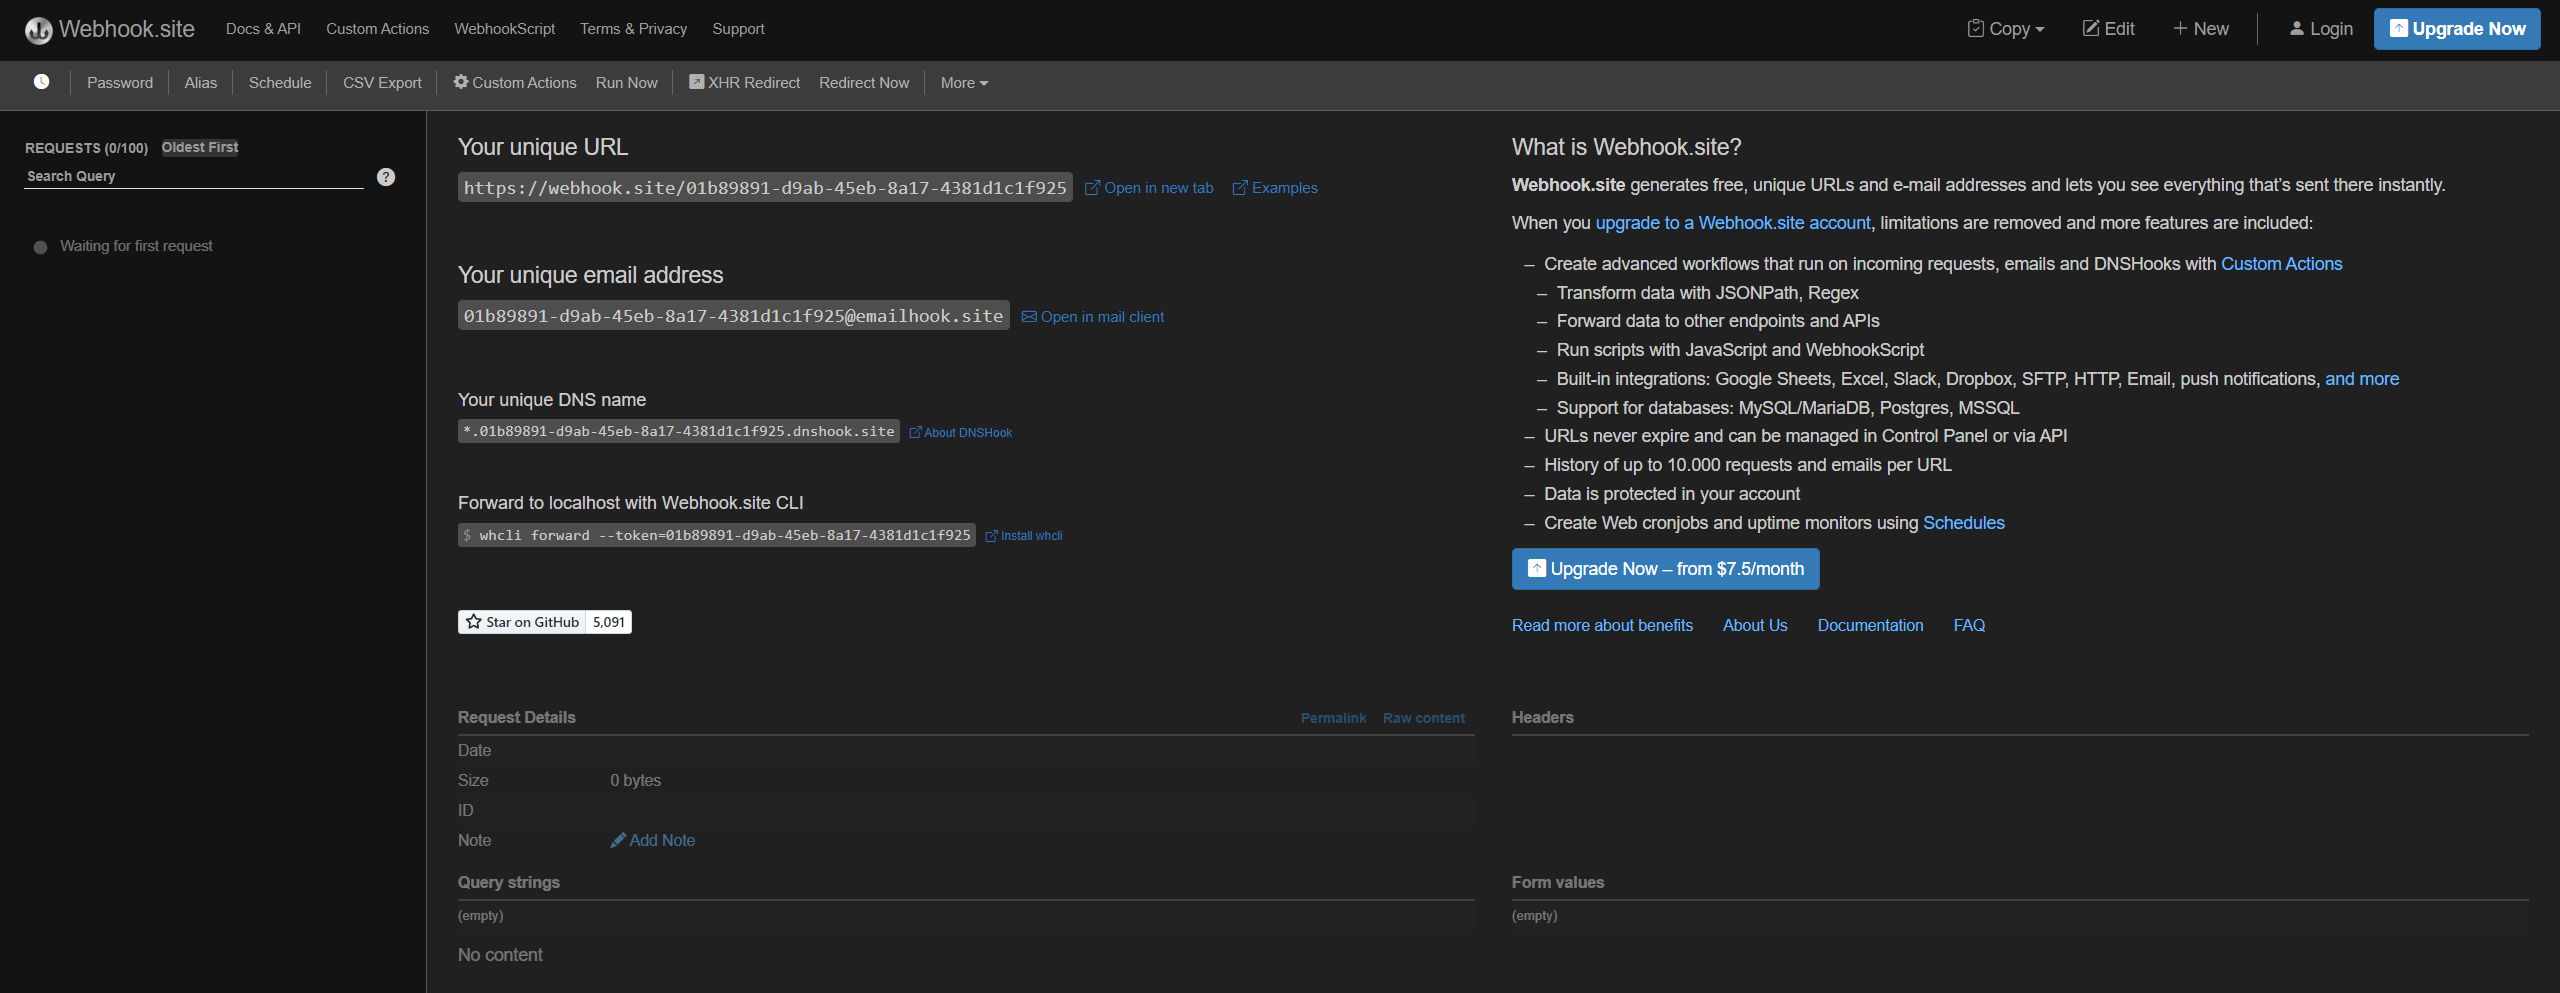 Webhook.site Docs & API Custom Actions WebhookScript Terms & Privacy Support Copy Edit New Login Upgrade Now
Password Alias Schedule CSV Export Custom Actions Run Now XHR Redirect Redirect Now More
REQUESTS (0/100) Oldest First
Search Query ?
Waiting for first request
Your unique URL
https://webhook.site/01b89891-d9ab-45eb-8a17-4381d1c1f925 Open in new tab Examples
Your unique email address
01b89891-d9ab-45eb-8a17-4381d1c1f925@emailhook.site Open in mail client
Your unique DNS name
*.01b89891-d9ab-45eb-8a17-4381d1c1f925.dnshook.site About DNSHook
Forward to localhost with Webhook.site CLI
$ whcli forward --token=01b89891-d9ab-45eb-8a17-4381d1c1f925 Install whcli
Star on GitHub 5,091
What is Webhook.site?
Webhook.site generates free, unique URLs and e-mail addresses and lets you see everything that's sent there instantly.
When you upgrade to a Webhook.site account, limitations are removed and more features are included:
– Create advanced workflows that run on incoming requests, emails and DNSHooks with Custom Actions
– Transform data with JSONPath, Regex
– Forward data to other endpoints and APIs
– Run scripts with JavaScript and WebhookScript
– Built-in integrations: Google Sheets, Excel, Slack, Dropbox, SFTP, HTTP, Email, push notifications, and more
– Support for databases: MySQL/MariaDB, Postgres, MSSQL
– URLs never expire and can be managed in Control Panel or via API
– History of up to 10.000 requests and emails per URL
– Data is protected in your account
– Create Web cronjobs and uptime monitors using Schedules
Upgrade Now – from $7.5/month
Read more about benefits About Us Documentation FAQ
Request Details Permalink Raw content
Date
Size 0 bytes
ID
Note Add Note
Headers
Query strings
(empty)
Form values
(empty)
No content